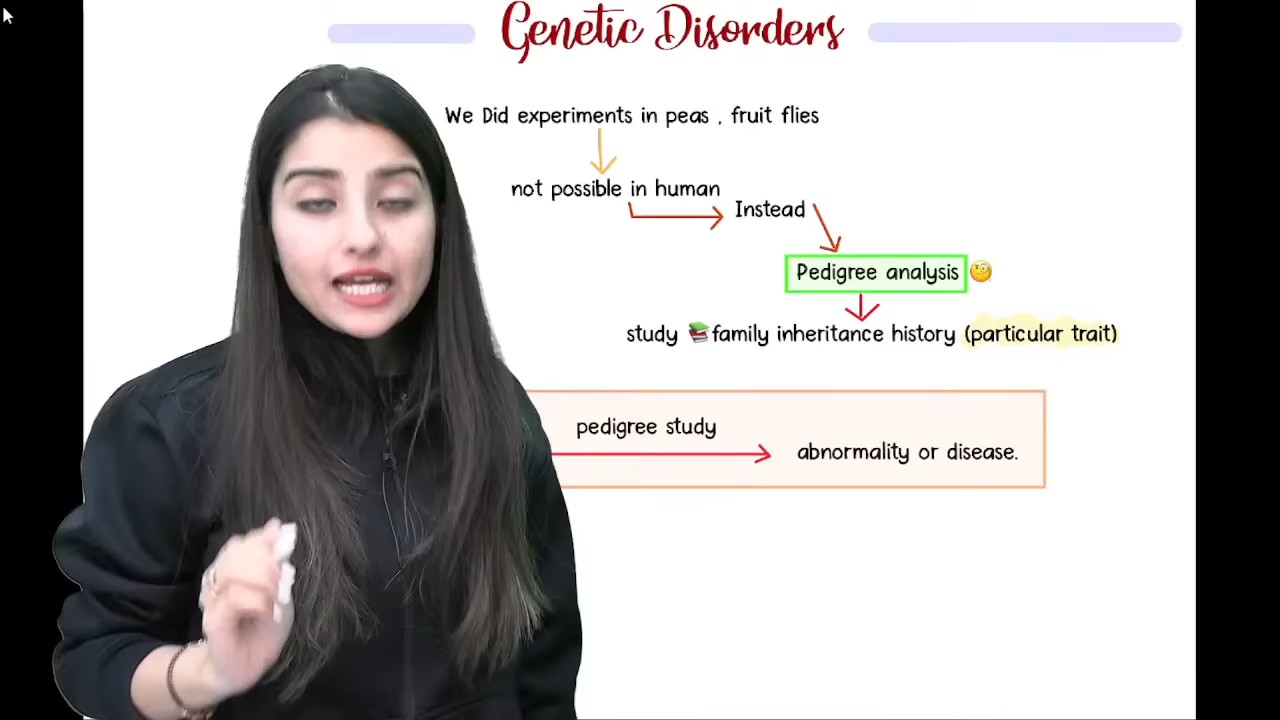 Genetic Disorders
We Did experiments in peas , fruit flies
not possible in human
Instead
Pedigree analysis
study family inheritance history (particular trait)
pedigree study
abnormality or disease.